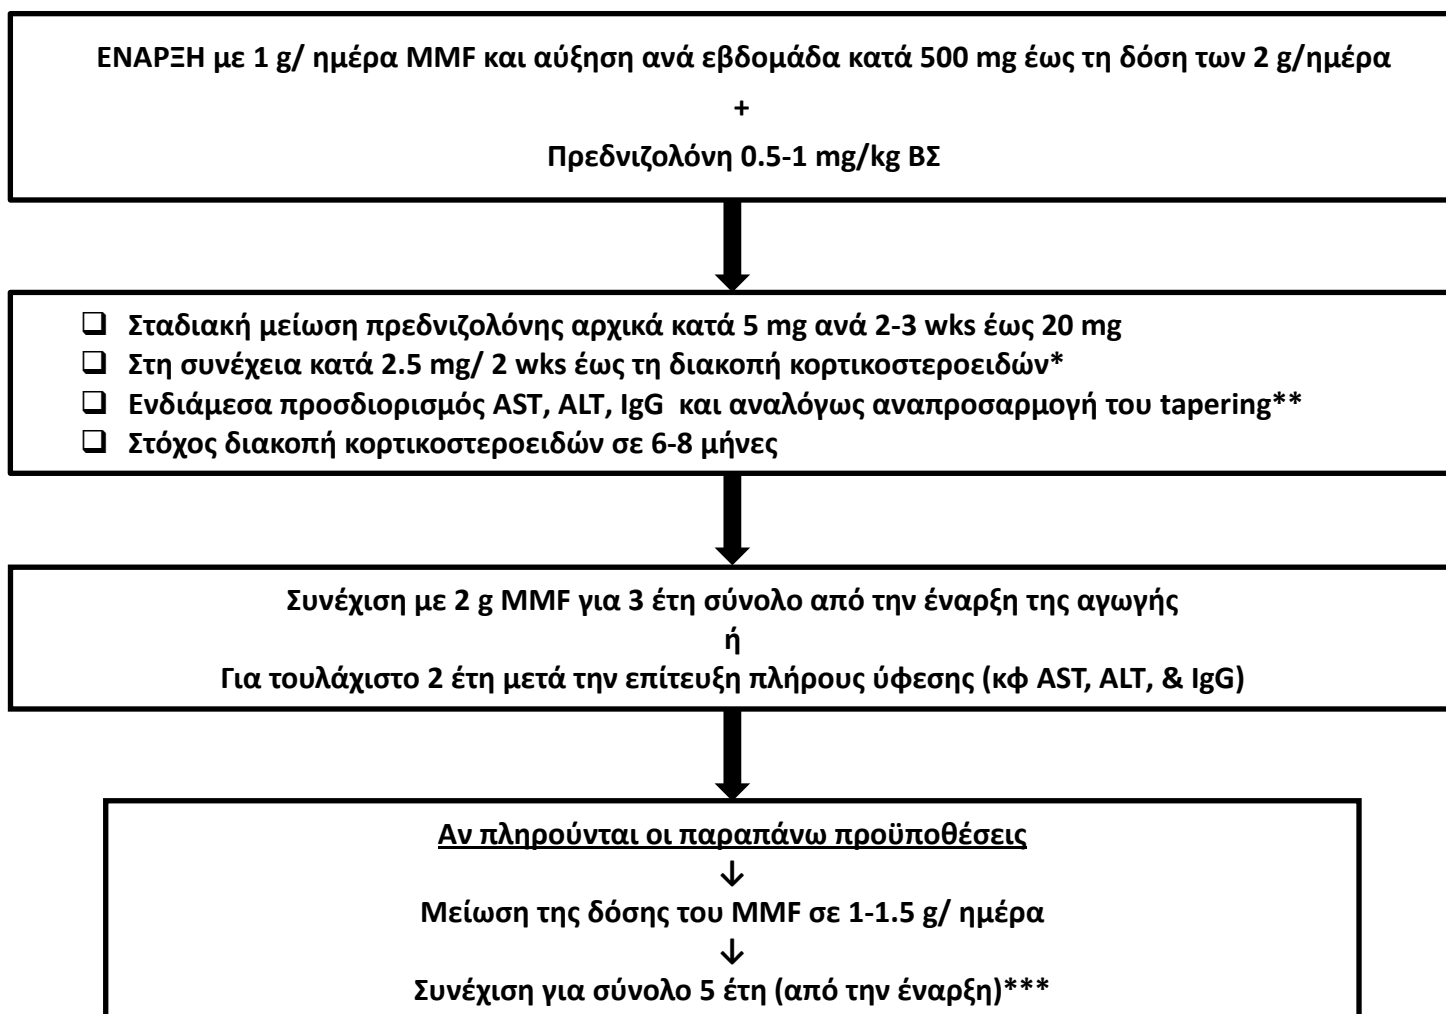 ΕΝΑΡΞΗ με 1 g/ ημέρα MMF και αύξηση ανά εβδομάδα κατά 500 mg έως τη δόση των 2 g/ημέρα
+
Πρεδνιζολόνη 0.5-1 mg/kg ΒΣ
❑ Σταδιακή μείωση πρεδνιζολόνης αρχικά κατά 5 mg ανά 2-3 wks έως 20 mg
❑ Στη συνέχεια κατά 2.5 mg/ 2 wks έως τη διακοπή κορτικοστεροειδών*
❑ Ενδιάμεσα προσδιορισμός AST, ALT, IgG και αναλόγως αναπροσαρμογή του tapering**
❑ Στόχος διακοπή κορτικοστεροειδών σε 6-8 μήνες
Συνέχιση με 2 g MMF για 3 έτη σύνολο από την έναρξη της αγωγής
ή
Για τουλάχιστο 2 έτη μετά την επίτευξη πλήρους ύφεσης (κφ AST, ALT, & IgG)
Αν πληρούνται οι παραπάνω προϋποθέσεις
↓
Μείωση της δόσης του MMF σε 1-1.5 g/ ημέρα
↓
Συνέχιση για σύνολο 5 έτη (από την έναρξη)***